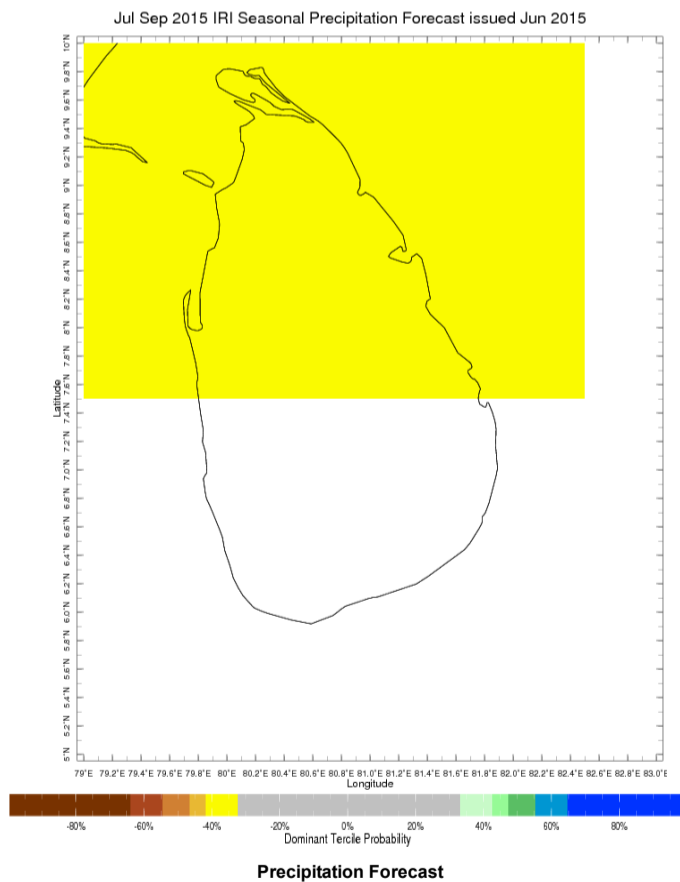 Jul Sep 2015 IRI Seasonal Precipitation Forecast issued Jun 2015
10°N
9.8°N
9.6°N
9.4°N
9.2°N
9°N
8.8°N
8.6°N
8.4°N
8.2°N
8°N
7.8°N
7.6°N
7.4°N
7.2°N
7.0°N
6.8°N
6.6°N
6.4°N
6.2°N
6.0°N
5.8°N
5.6°N
5.4°N
5.2°N
5°N
Latitude
79°E 79.2°E 79.4°E 79.6°E 79.8°E 80°E 80.2°E 80.4°E 80.6°E 80.8°E 81.0°E 81.2°E 81.4°E 81.6°E 81.8°E 82.0°E 82.2°E 82.4°E 82.6°E 82.8°E 83.0°E
Longitude
-80% -60% -40% -20% 0% 20% 40% 60% 80%
Dominant Tercile Probability
Precipitation Forecast